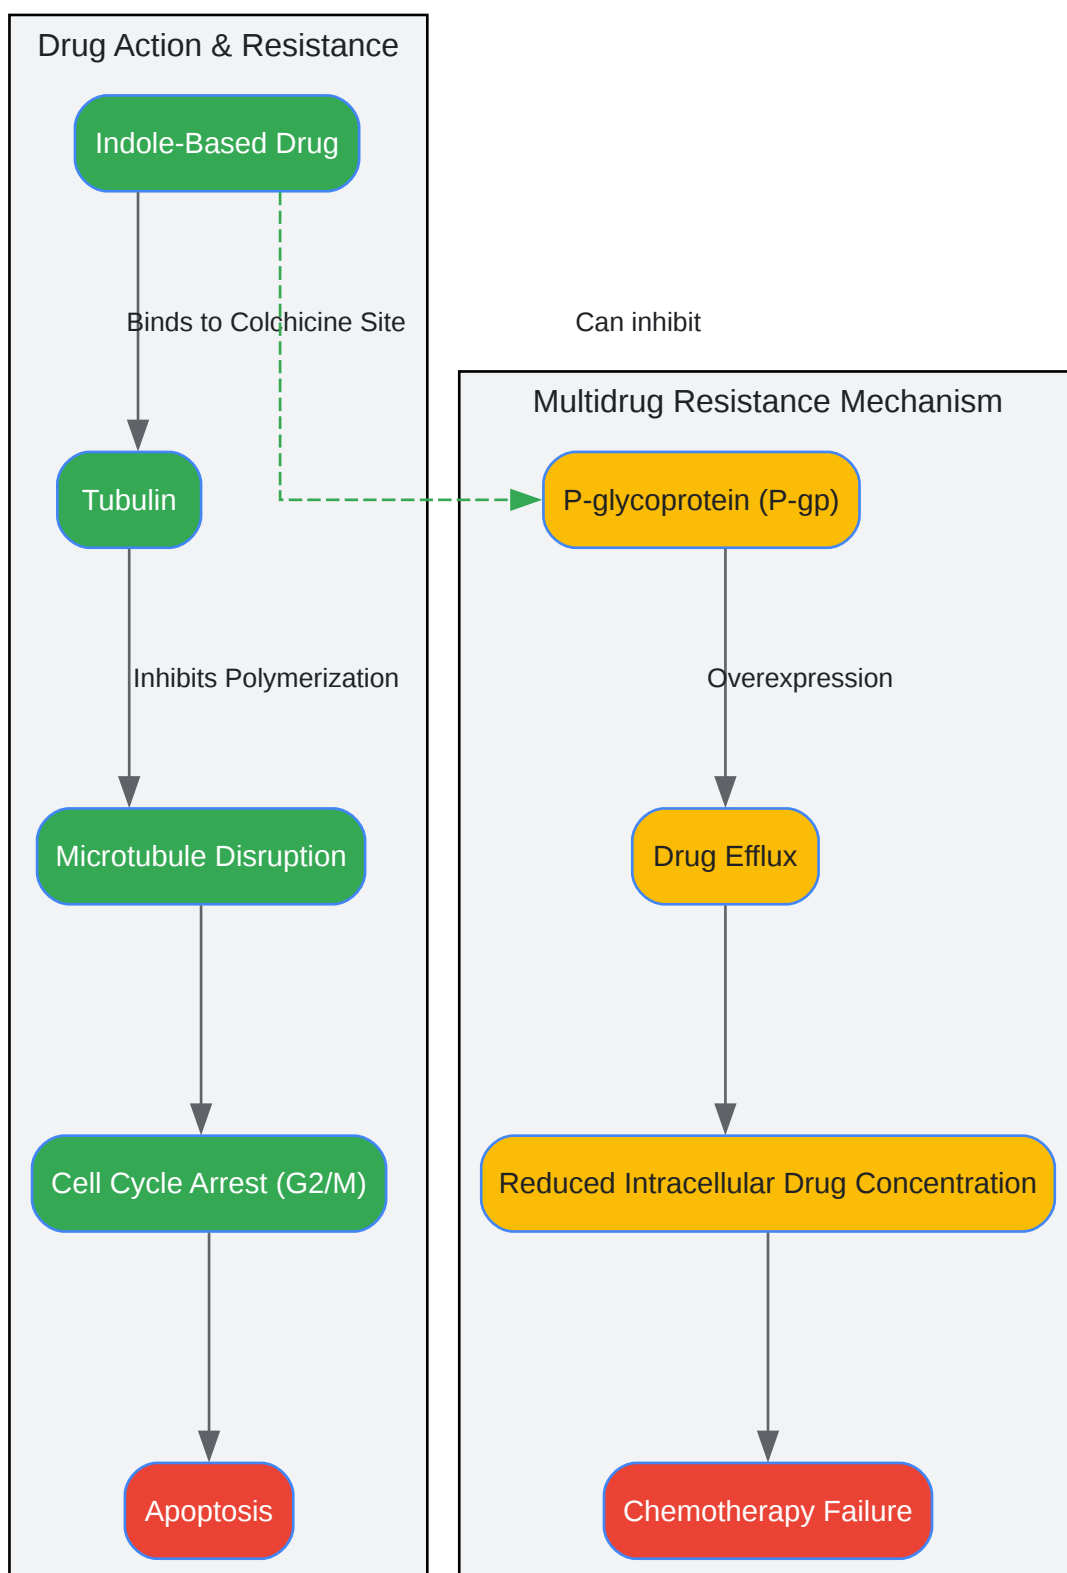 Drug Action & Resistance
Indole-Based Drug
Binds to Colchicine Site
Can inhibit
Multidrug Resistance Mechanism
Tubulin
P-glycoprotein (P-gp)
Inhibits Polymerization
Overexpression
Microtubule Disruption
Drug Efflux
Cell Cycle Arrest (G2/M)
Reduced Intracellular Drug Concentration
Apoptosis
Chemotherapy Failure